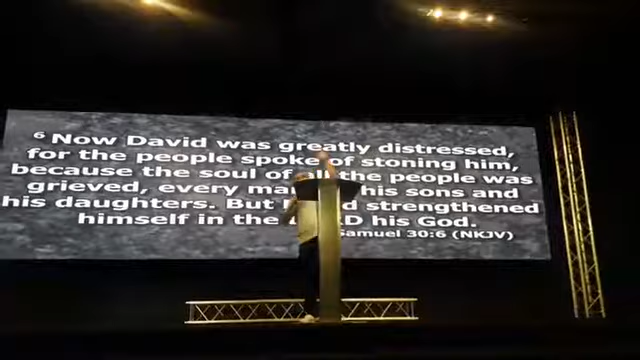 6 Now David was greatly distressed,
for the people spoke of stoning him,
because the soul of all the people was
grieved, every man his sons and
his daughters. But strengthened
himself in the his God.
Samuel 30:6 (NKJV)